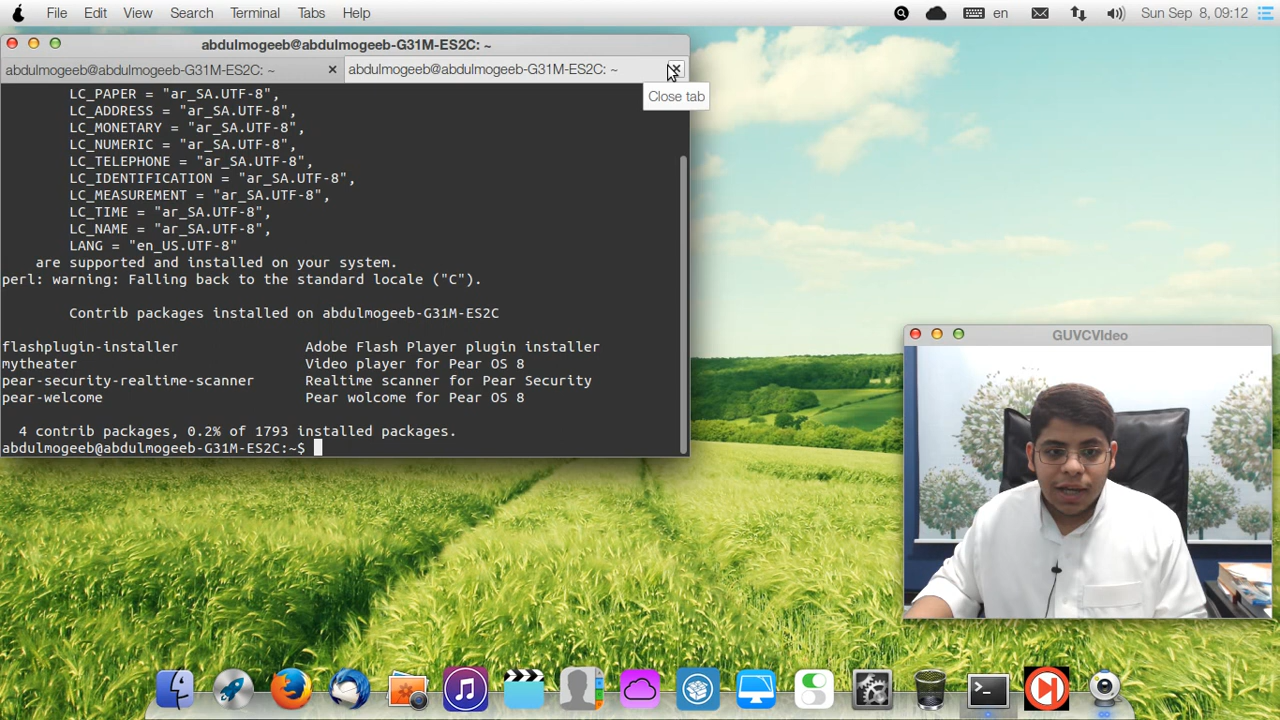 File Edit View Search Terminal Tabs Help
en Sun Sep 8, 09:12
abdulmogeeb@abdulmogeeb-G31M-ES2C: ~
abdulmogeeb@abdulmogeeb-G31M-ES2C: ~ abdulmogeeb@abdulmogeeb-G31M-ES2C: ~
Close tab
LC_PAPER = "ar_SA.UTF-8",
LC_ADDRESS = "ar_SA.UTF-8",
LC_MONETARY = "ar_SA.UTF-8",
LC_NUMERIC = "ar_SA.UTF-8",
LC_TELEPHONE = "ar_SA.UTF-8",
LC_IDENTIFICATION = "ar_SA.UTF-8",
LC_MEASUREMENT = "ar_SA.UTF-8",
LC_TIME = "ar_SA.UTF-8",
LC_NAME = "ar_SA.UTF-8",
LANG = "en_US.UTF-8"
are supported and installed on your system.
perl: warning: Falling back to the standard locale ("C").
Contrib packages installed on abdulmogeeb-G31M-ES2C
flashplugin-installer Adobe Flash Player plugin installer
mytheater Video player for Pear OS 8
pear-security-realtime-scanner Realtime scanner for Pear Security
pear-welcome Pear wolcome for Pear OS 8
4 contrib packages, 0.2% of 1793 installed packages.
abdulmogeeb@abdulmogeeb-G31M-ES2C:~$
GUVCVIdeo